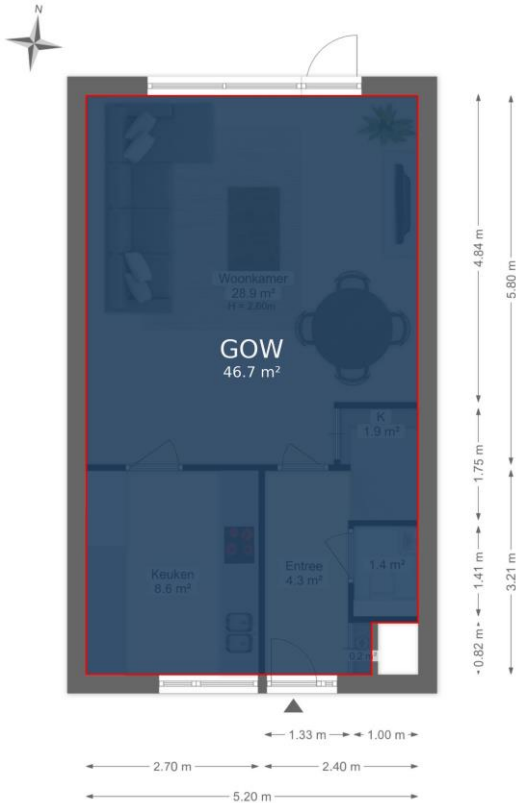 N
Woonkamer
28.9 m²
H = 2.60m
GOW
46.7 m²
K
1.9 m²
Keuken
8.6 m²
Entree
4.3 m²
1.4 m²
4.84 m
5.80 m
1.75 m
1.41 m
3.21 m
0.82 m
1.33 m
1.00 m
2.70 m
2.40 m
5.20 m